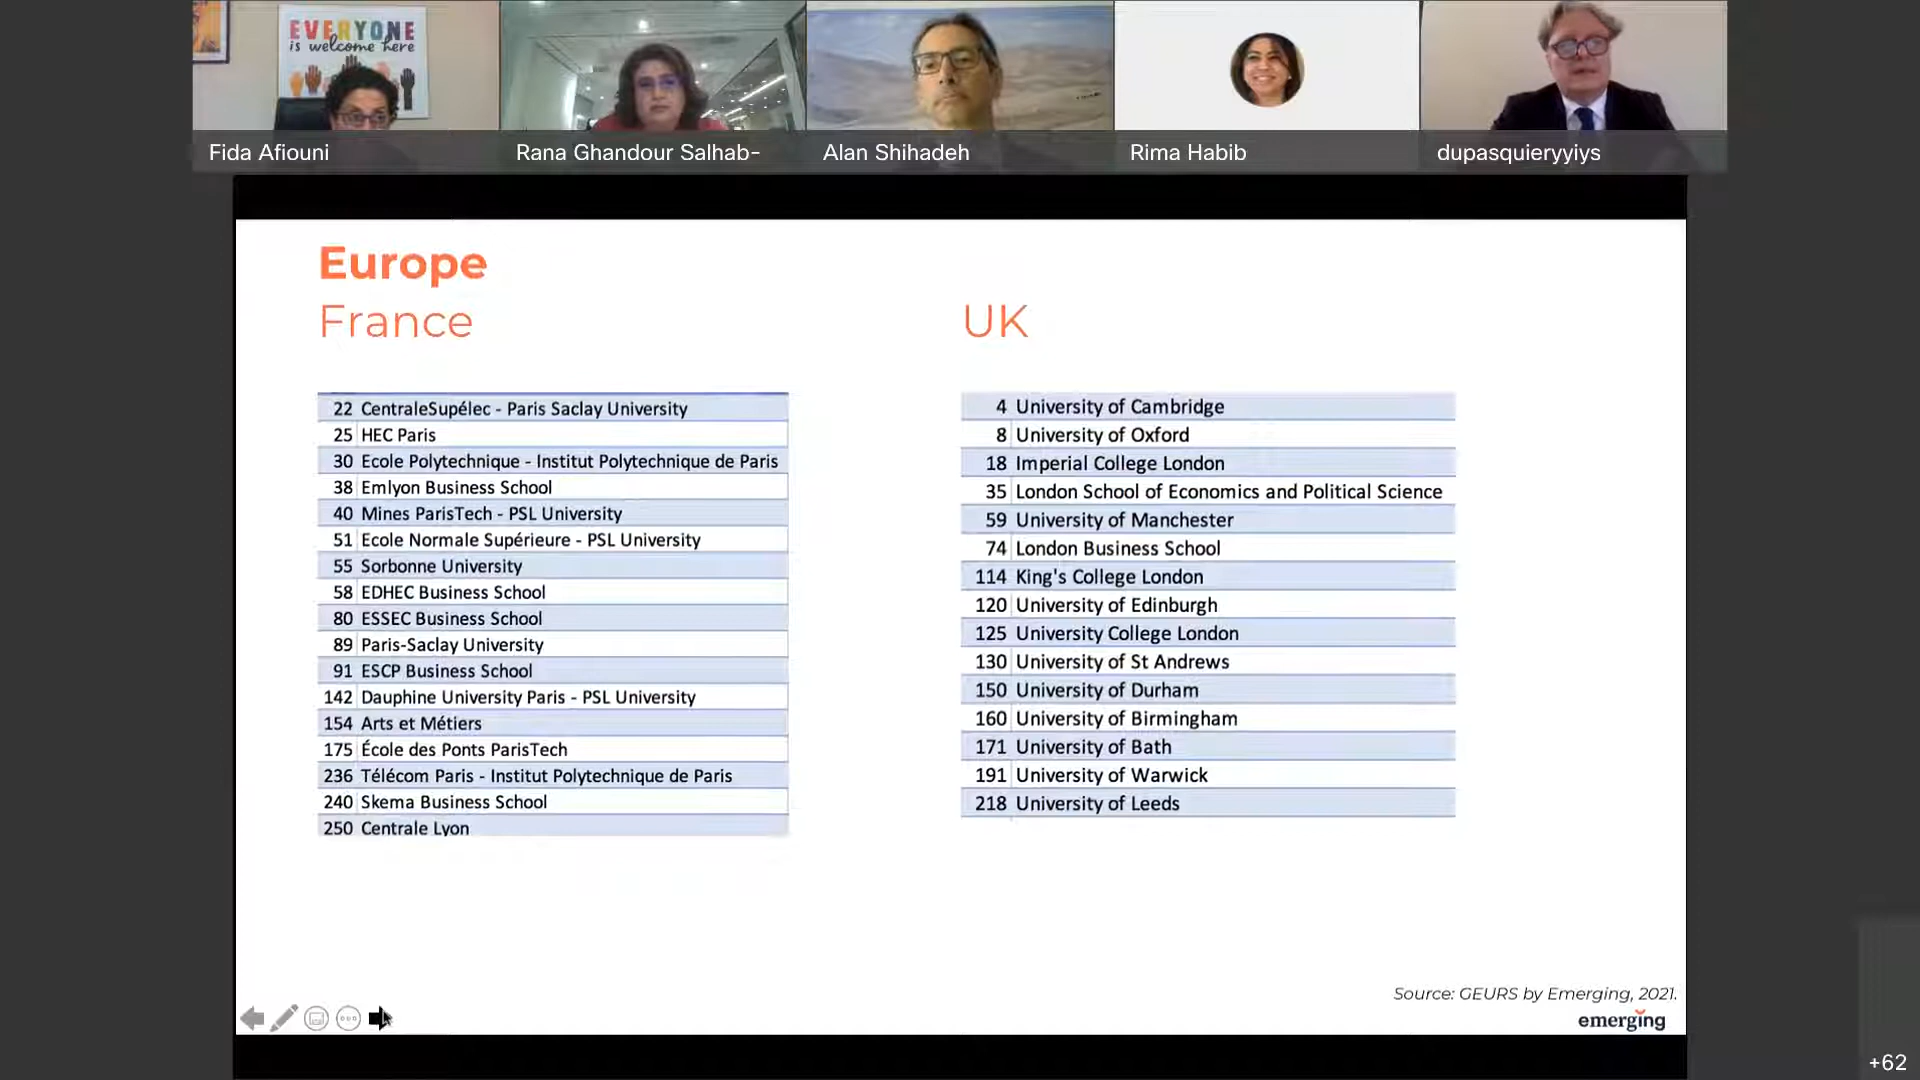 EVERYONE
is welcome here
Fida Afiouni
Rana Ghandour Salhab-
Alan Shihadeh
Rima Habib
dupasquieryyiys
Europe
France
UK
22 CentraleSupélec - Paris Saclay University
25 HEC Paris
30 Ecole Polytechnique - Institut Polytechnique de Paris
38 Emlyon Business School
40 Mines ParisTech - PSL University
51 Ecole Normale Supérieure - PSL University
55 Sorbonne University
58 EDHEC Business School
80 ESSEC Business School
89 Paris-Saclay University
91 ESCP Business School
142 Dauphine University Paris - PSL University
154 Arts et Métiers
175 École des Ponts ParisTech
236 Télécom Paris - Institut Polytechnique de Paris
240 Skema Business School
250 Centrale Lyon
4 University of Cambridge
8 University of Oxford
18 Imperial College London
35 London School of Economics and Political Science
59 University of Manchester
74 London Business School
114 King's College London
120 University of Edinburgh
125 University College London
130 University of St Andrews
150 University of Durham
160 University of Birmingham
171 University of Bath
191 University of Warwick
218 University of Leeds
Source: GEURS by Emerging, 2021.
emerging
+62